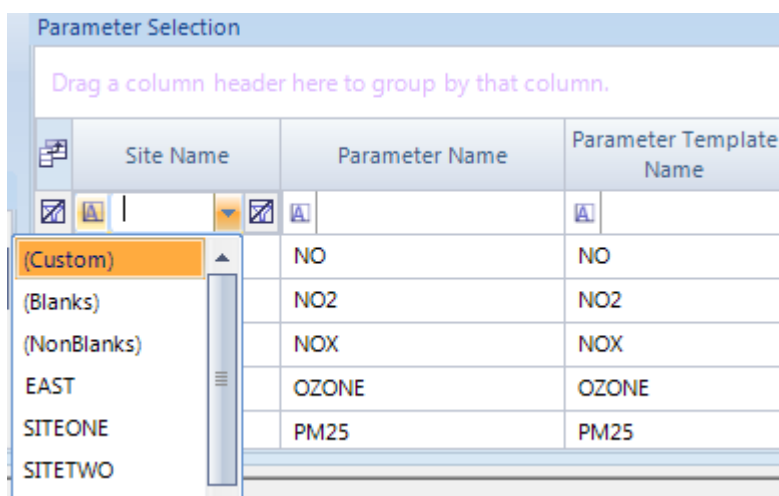 Parameter Selection
Drag a column header here to group by that column.
Site Name Parameter Name Parameter Template Name
A A A
(Custom) NO NO
(Blanks) NO2 NO2
(NonBlanks) NOX NOX
EAST OZONE OZONE
SITEONE PM25 PM25
SITETWO